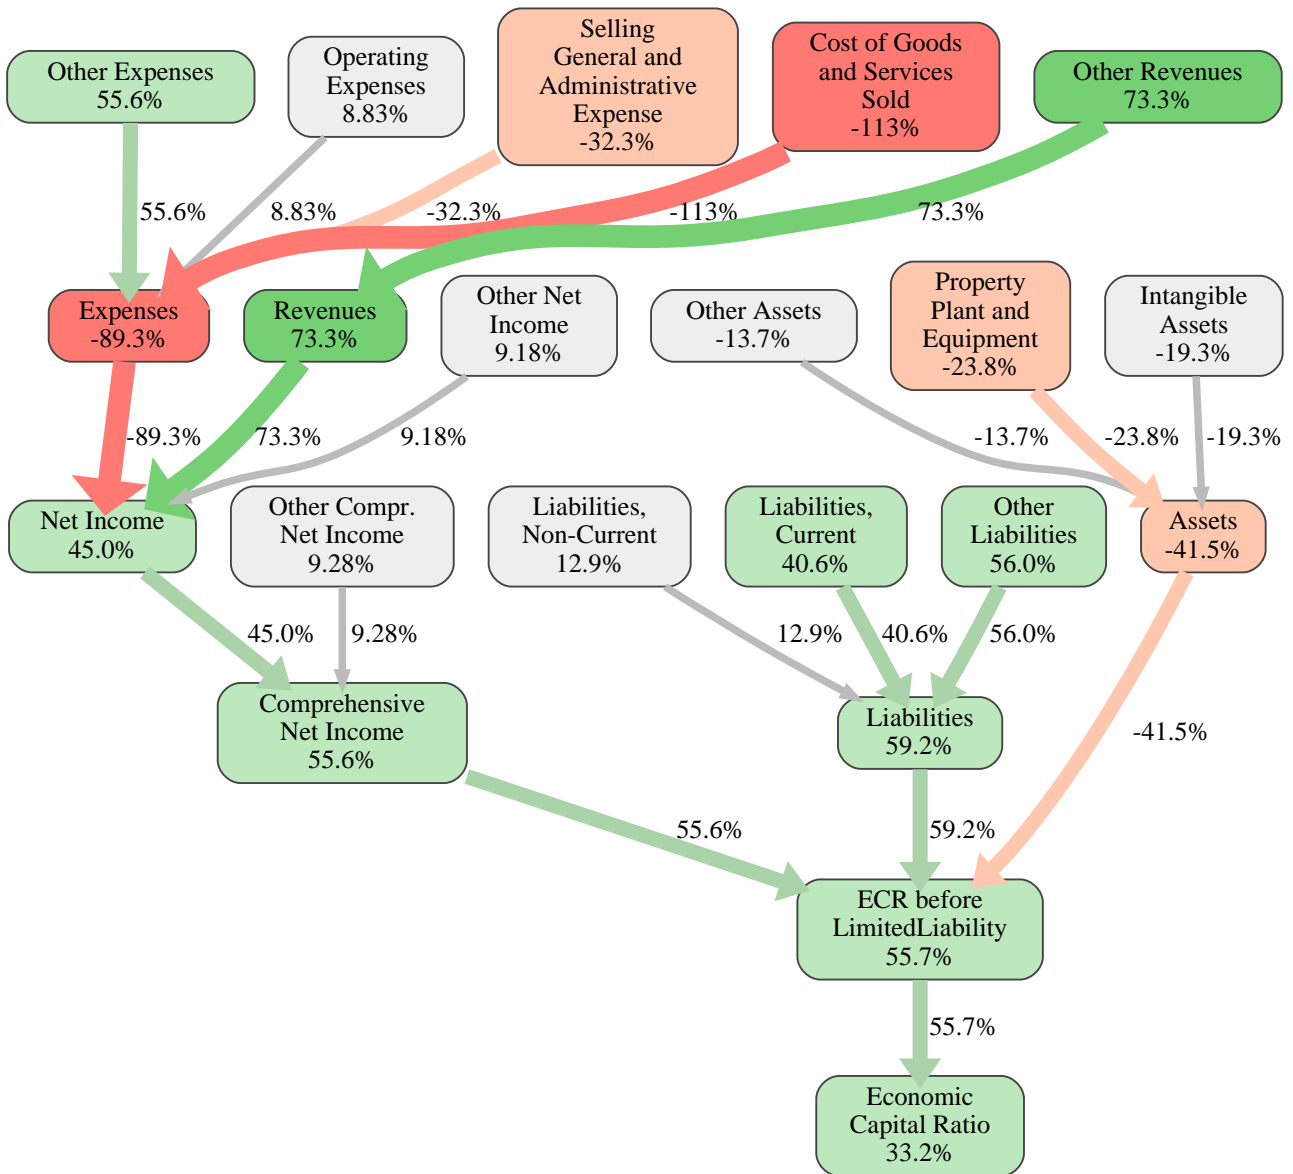 Other Expenses
55.6%
Operating
Expenses
8.83%
Selling
General and
Administrative
Expense
-32.3%
Cost of Goods
and Services
Sold
-113%
Other Revenues
73.3%
55.6%
8.83%
-32.3%
-113%
73.3%
Expenses
-89.3%
Revenues
73.3%
Other Net
Income
9.18%
Other Assets
-13.7%
Property
Plant and
Equipment
-23.8%
Intangible
Assets
-19.3%
-89.3%
73.3%
9.18%
-13.7%
-23.8%
-19.3%
Net Income
45.0%
Other Compr.
Net Income
9.28%
Liabilities,
Non-Current
12.9%
Liabilities,
Current
40.6%
Other
Liabilities
56.0%
Assets
-41.5%
45.0%
9.28%
12.9%
40.6%
56.0%
Comprehensive
Net Income
55.6%
Liabilities
59.2%
-41.5%
55.6%
59.2%
ECR before
LimitedLiability
55.7%
55.7%
Economic
Capital Ratio
33.2%